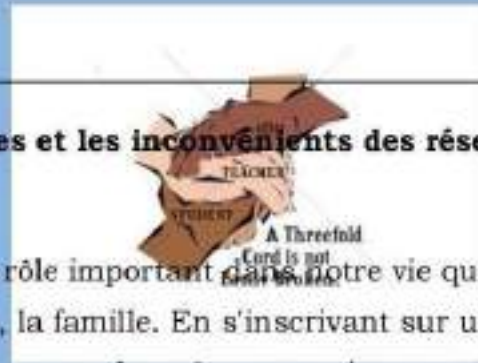 es et les inconvénients des rése
TEACHER
STUDENT
A Threefold
Cord is not
rôle important dans notre vie qu
, la famille. En s'inscrivant sur u